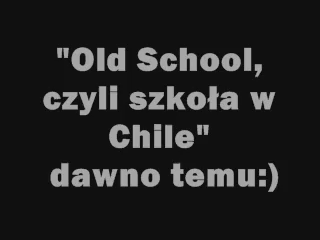 "Old School,
czyli szkoła w
Chile"
dawno temu:)